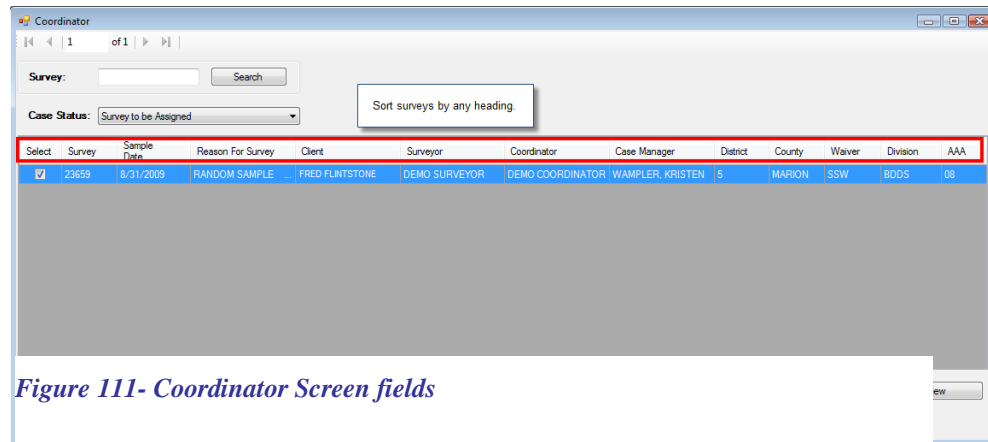 Coordinator
1 of 1
Survey: Search
Sort surveys by any heading.
Case Status: Survey to be Assigned
Select Survey Sample Date Reason For Survey Client Surveyor Coordinator Case Manager District County Waiver Division AAA
23659 8/31/2009 RANDOM SAMPLE ... FRED FLINTSTONE DEMO SURVEYOR DEMO COORDINATOR WAMPLER, KRISTEN 5 MARION SSW BDDS 08
Figure 111- Coordinator Screen fields
ew